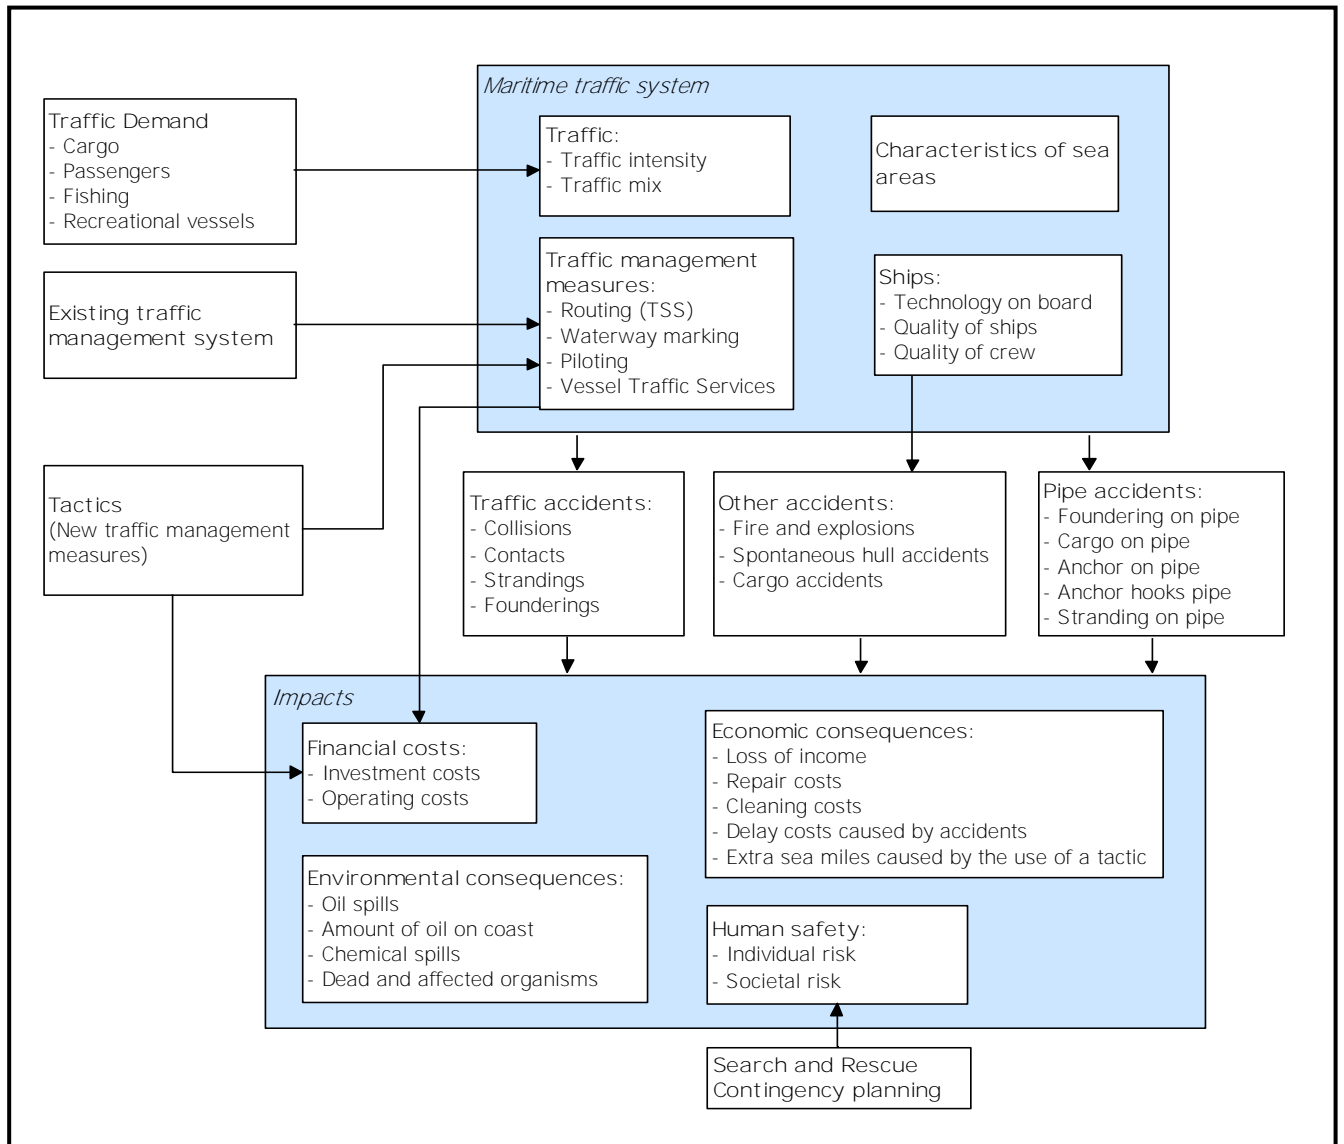 Maritime traffic system
Traffic Demand
- Cargo
- Passengers
- Fishing
- Recreational vessels
Traffic:
- Traffic intensity
- Traffic mix
Characteristics of sea
areas
Existing traffic
management system
Traffic management
measures:
- Routing (TSS)
- Waterway marking
- Piloting
- Vessel Traffic Services
Ships:
- Technology on board
- Quality of ships
- Quality of crew
Tactics
(New traffic management
measures)
Traffic accidents:
- Collisions
- Contacts
- Strandings
- Founderings
Other accidents:
- Fire and explosions
- Spontaneous hull accidents
- Cargo accidents
Pipe accidents:
- Foundering on pipe
- Cargo on pipe
- Anchor on pipe
- Anchor hooks pipe
- Stranding on pipe
Impacts
Financial costs:
- Investment costs
- Operating costs
Economic consequences:
- Loss of income
- Repair costs
- Cleaning costs
- Delay costs caused by accidents
- Extra sea miles caused by the use of a tactic
Environmental consequences:
- Oil spills
- Amount of oil on coast
- Chemical spills
- Dead and affected organisms
Human safety:
- Individual risk
- Societal risk
Search and Rescue
Contingency planning